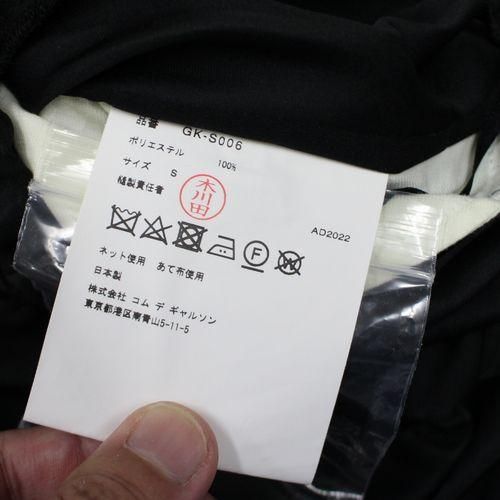 品番 GK-S006
ポリエステル 100%
サイズ S
縫製責任者 木川田
AD2022
ネット使用 あて布使用
日本製
株式会社 コム デ ギャルソン
東京都港区南青山5-11-5